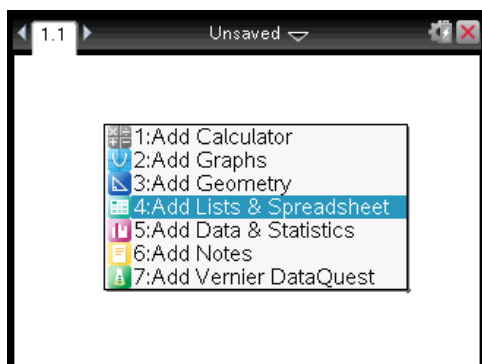 1.1 Unsaved
1:Add Calculator
2:Add Graphs
3:Add Geometry
4:Add Lists & Spreadsheet
5:Add Data & Statistics
6:Add Notes
7:Add Vernier DataQuest